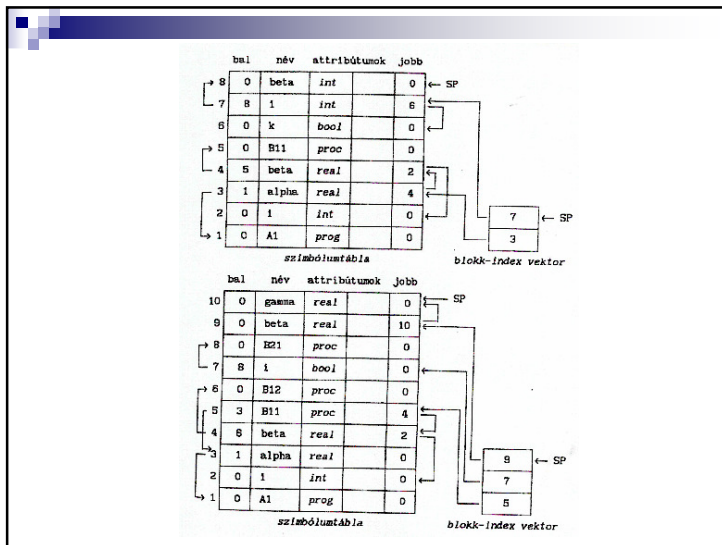 bal név attribútumok jobb
8 0 beta int 0 ← SP
7 8 i int 6
6 0 k bool 0
5 0 B11 proc 0
4 5 beta real 2
3 1 alpha real 4
2 0 i int 0
1 0 A1 prog 0
7 ← SP
3
szimbólumtábla blokk-index vektor
bal név attribútumok jobb
10 0 gamma real 0 ← SP
9 0 beta real 10
8 0 B21 proc 0
7 8 i bool 0
6 0 B12 proc 0
5 3 B11 proc 4
4 6 beta real 2
3 1 alpha real 0
2 0 i int 0
1 0 A1 prog 0
9 ← SP
7
5
szimbólumtábla blokk-index vektor